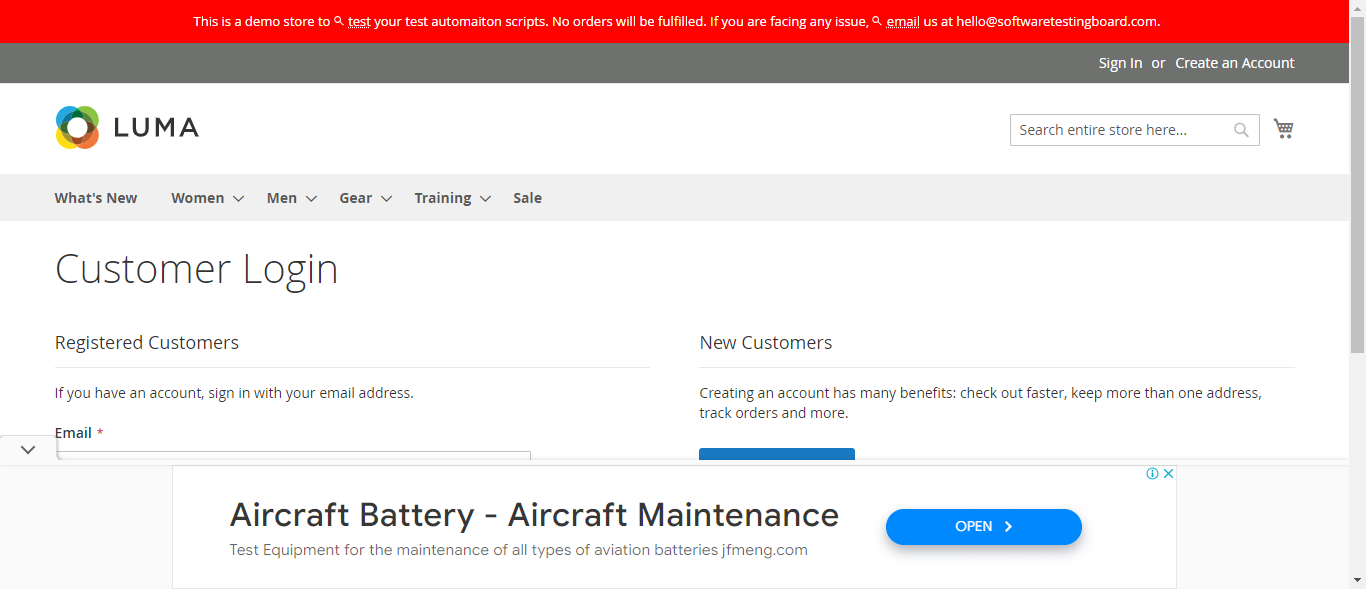 This is a demo store to test your test automaiton scripts. No orders will be fulfilled. If you are facing any issue, email us at hello@softwaretestingboard.com.
Sign In or Create an Account
LUMA
Search entire store here...
What's New Women Men Gear Training Sale
Customer Login
Registered Customers
If you have an account, sign in with your email address.
Email *
New Customers
Creating an account has many benefits: check out faster, keep more than one address,
track orders and more.
Aircraft Battery - Aircraft Maintenance
Test Equipment for the maintenance of all types of aviation batteries jfmeng.com
OPEN